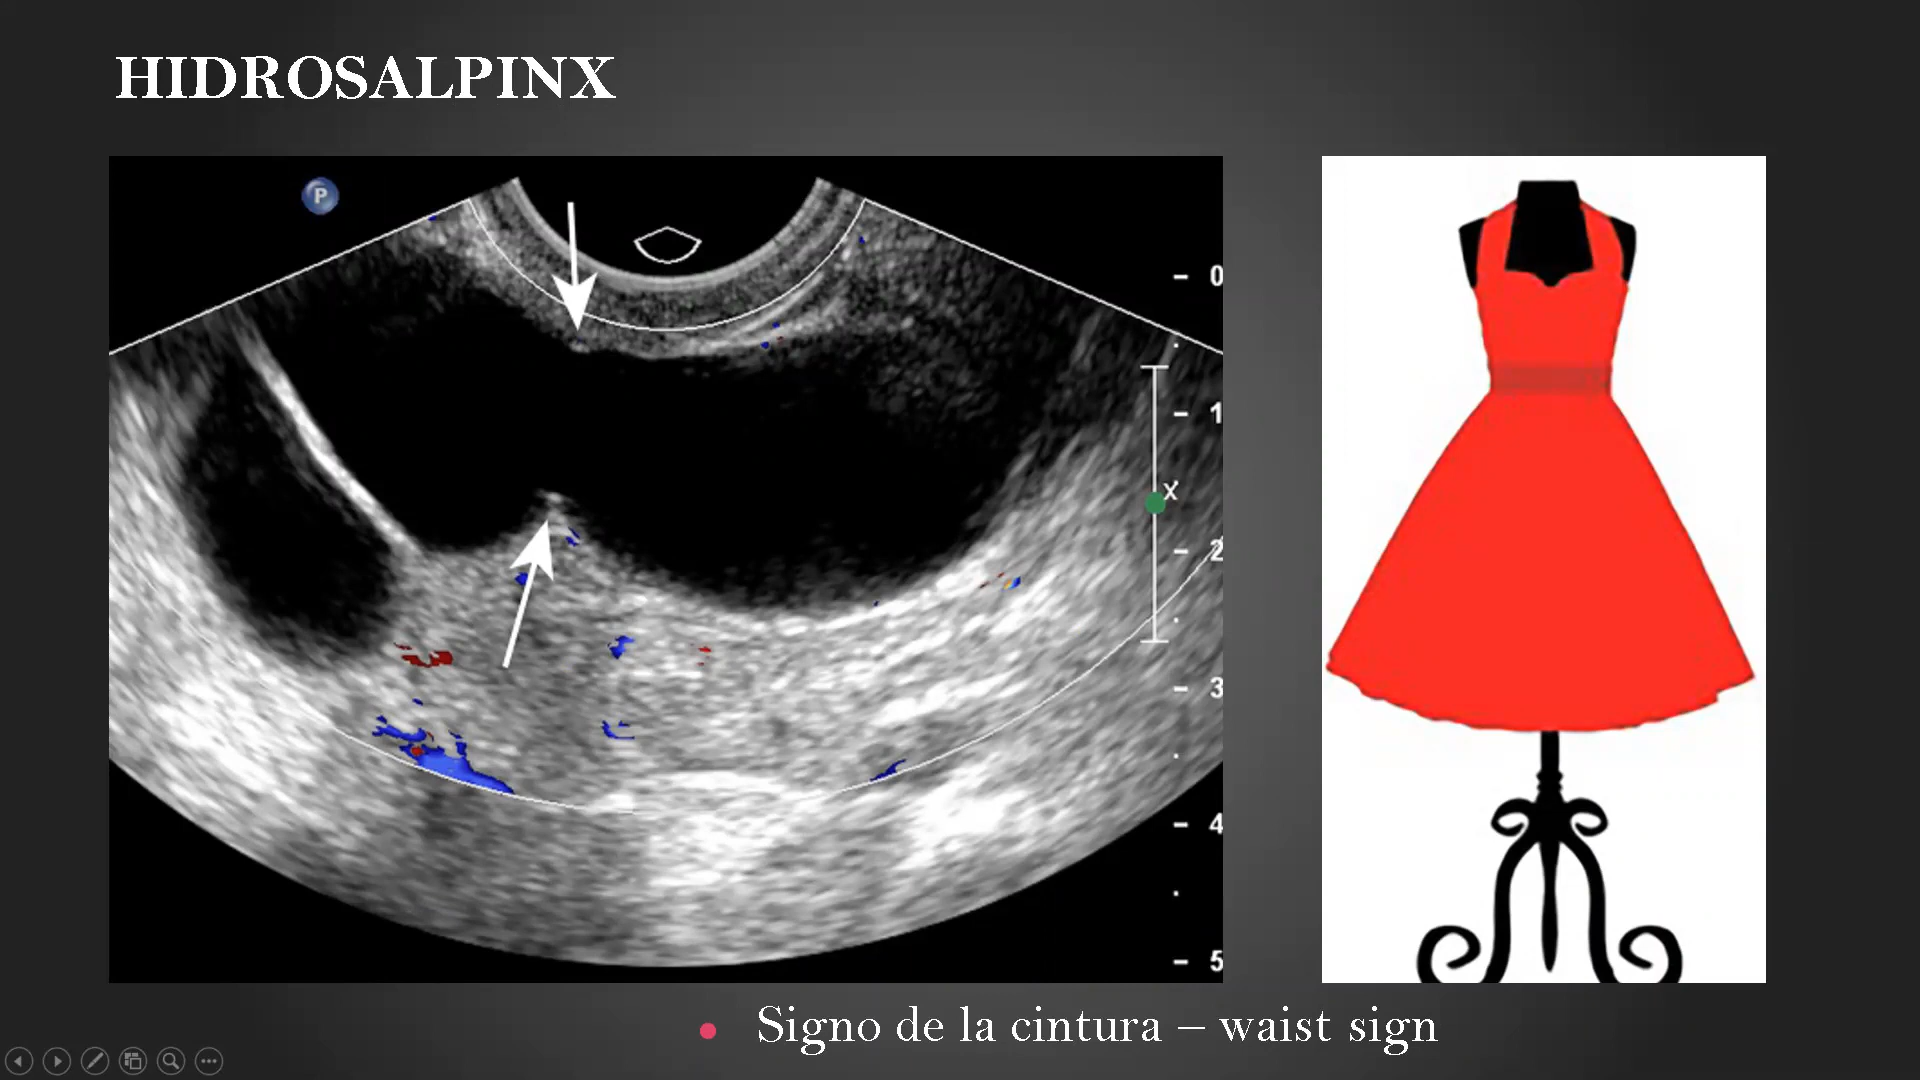 HIDROSALPINX
P
0
1
X
2
3
4
5
Signo de la cintura – waist sign